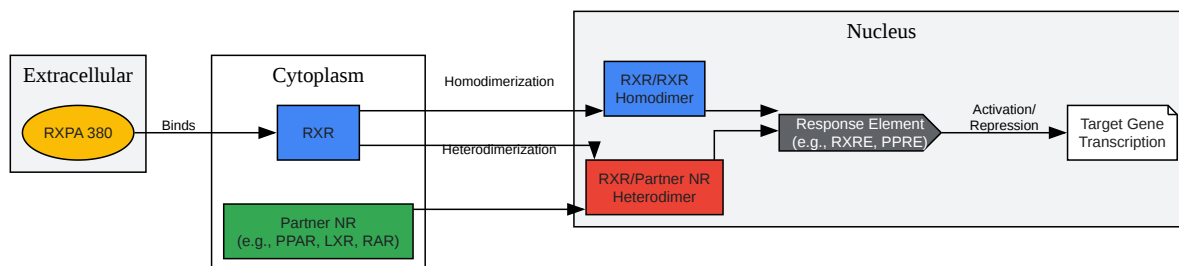 Extracellular
RXPA 380
Binds
Cytoplasm
RXR
Partner NR
(e.g., PPAR, LXR, RAR)
Homodimerization
Heterodimerization
Nucleus
RXR/RXR
Homodimer
RXR/Partner NR
Heterodimer
Response Element
(e.g., RXRE, PPRE)
Activation/
Repression
Target Gene
Transcription